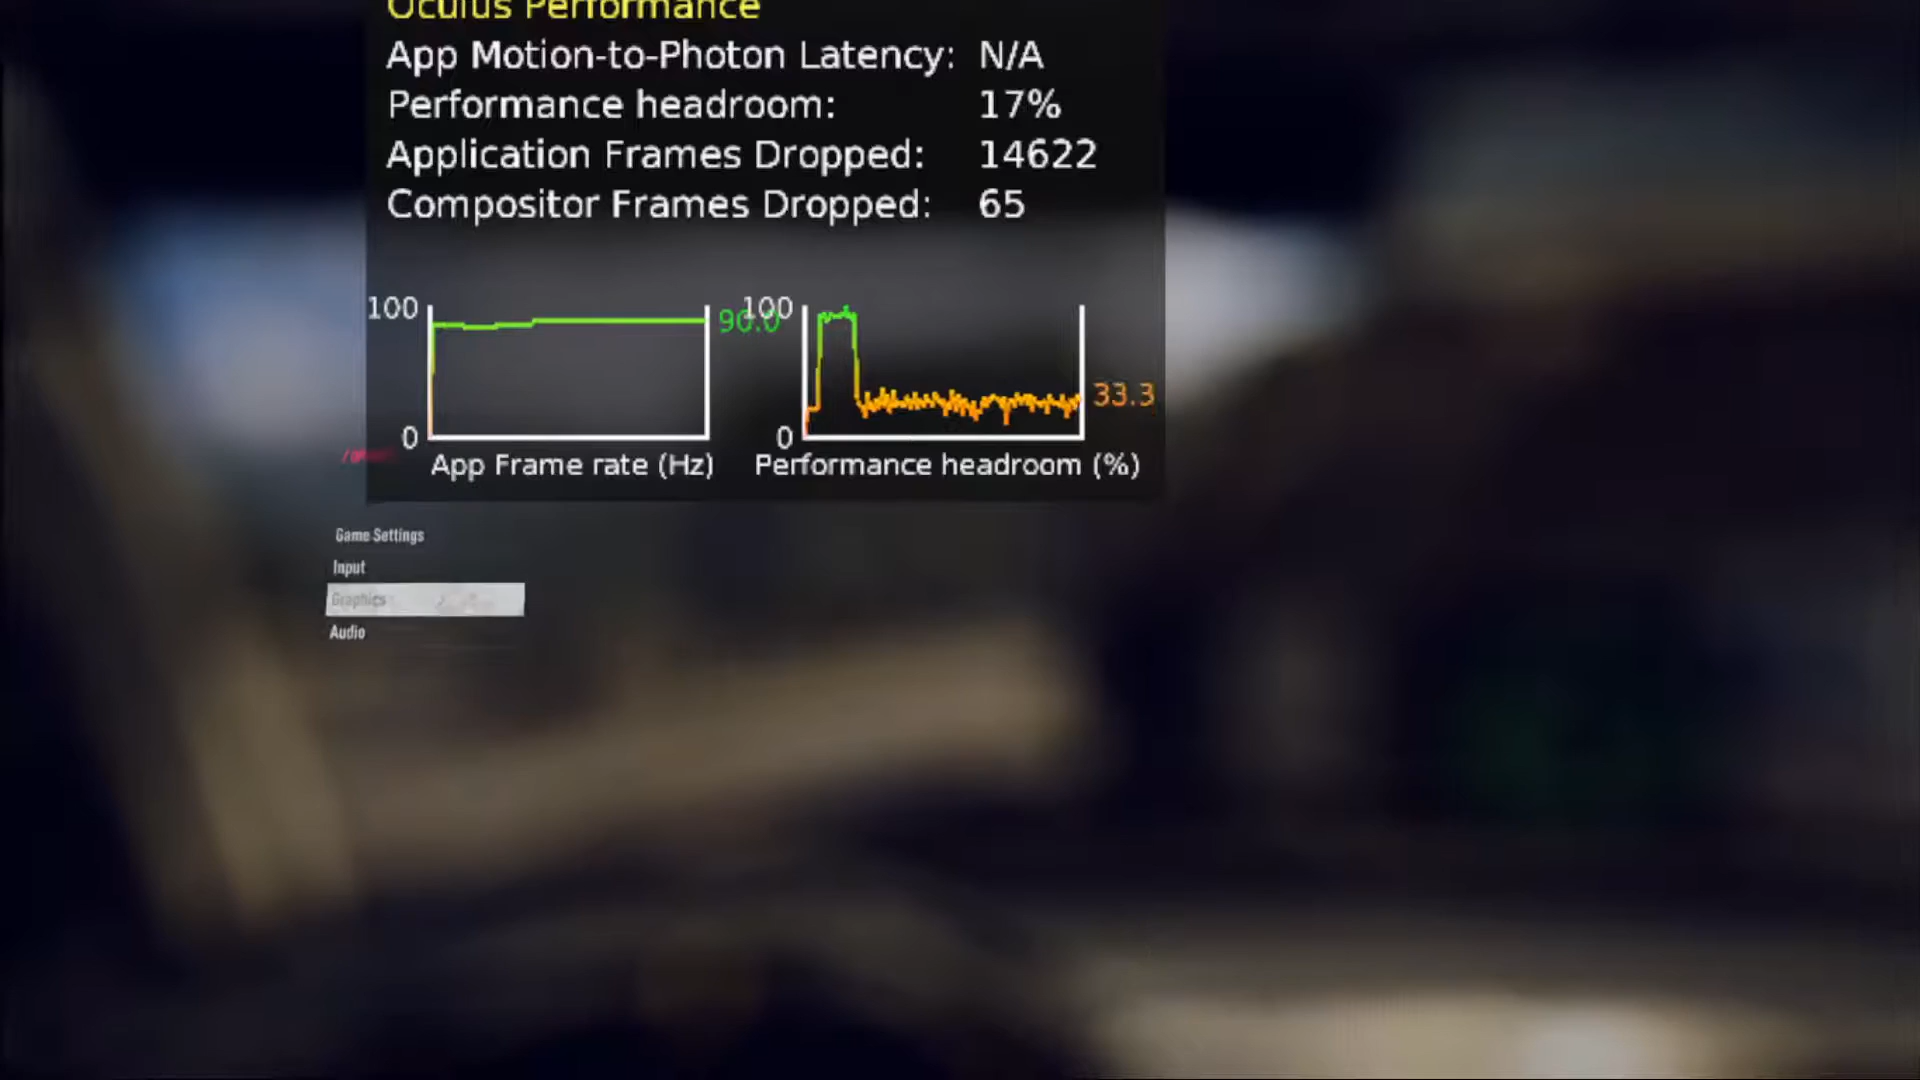 Oculus Performance
App Motion-to-Photon Latency: N/A
Performance headroom: 17%
Application Frames Dropped: 14622
Compositor Frames Dropped: 65
100
90.0
0
App Frame rate (Hz)
100
33.3
0
Performance headroom (%)
Game Settings
Input
Graphics
Audio